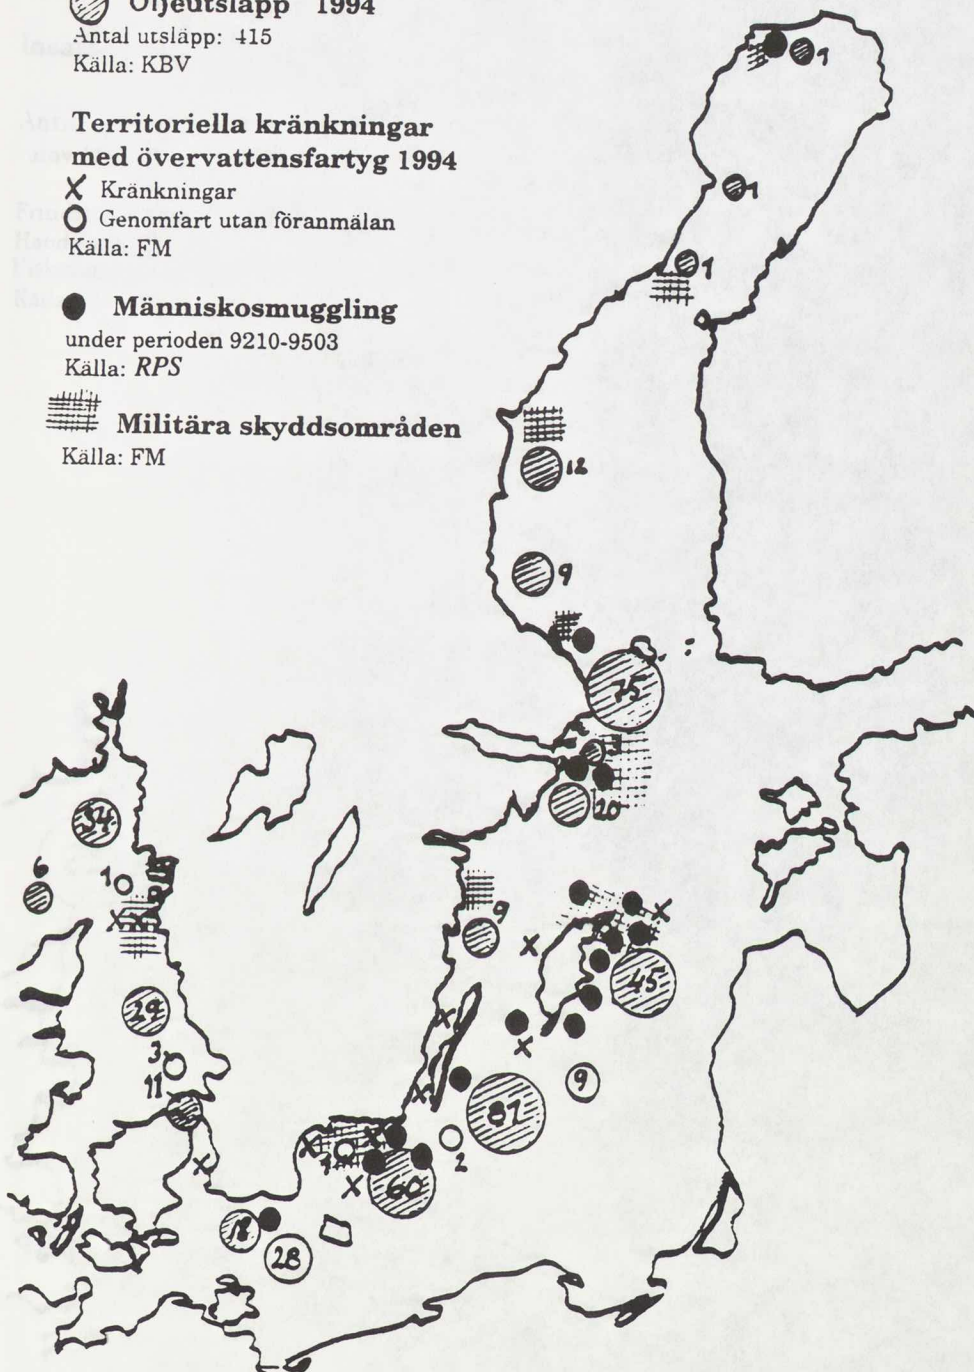 Oljeutsläpp 1994
Antal utsläpp: 415
Källa: KBV
Territoriella kränkningar
med övervattensfartyg 1994
X Kränkningar
O Genomfart utan föranmälan
Källa: FM
Människosmuggling
under perioden 9210-9503
Källa: RPS
Militära skyddsområden
Källa: FM
1
1
1
12
9
75
3
20
34
6
1
9
45
29
3
11
9
87
2
60
18
28